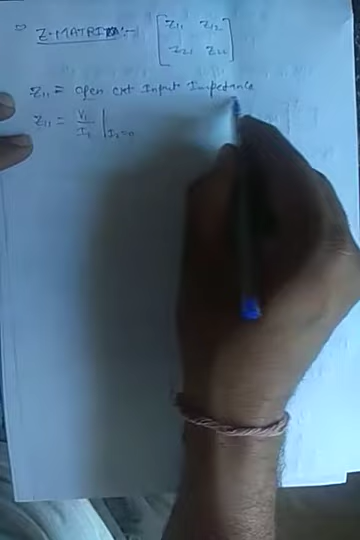 Z-MATRIX :- [Z11 Z12
Z21 Z22]
Z11 = Open ckt Input Impedance
Z11 = V1/I1 | I2=0